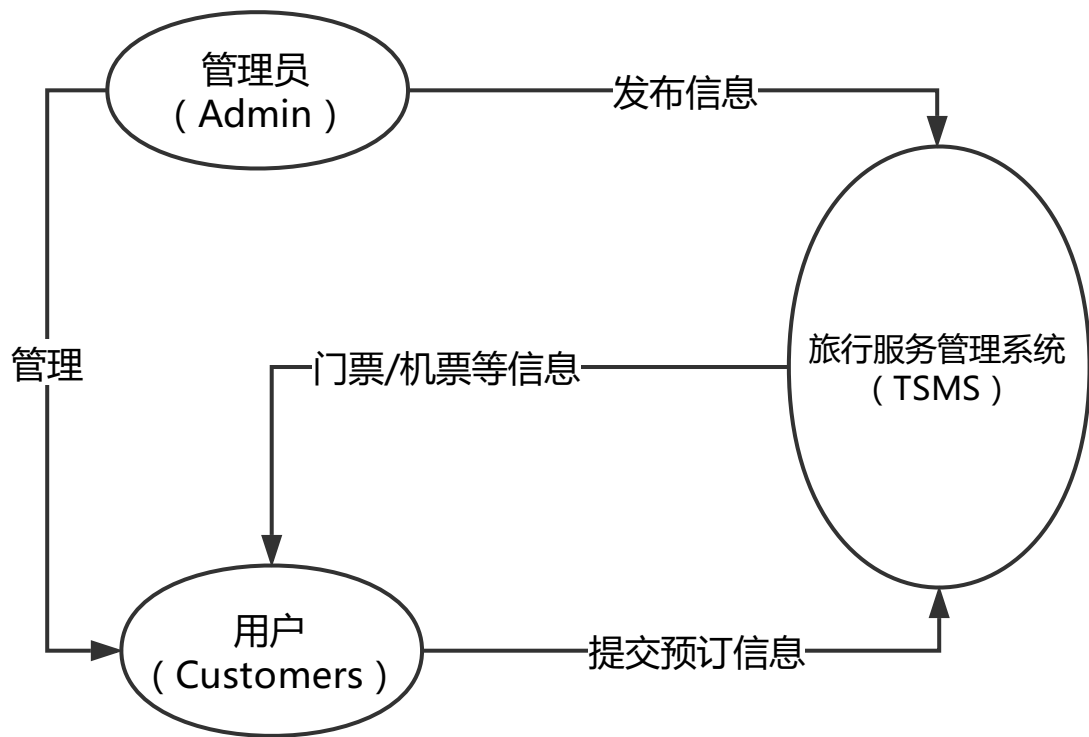 管理员
（Admin）
发布信息
管理
门票/机票等信息
旅行服务管理系统
（TSMS）
用户
（Customers）
提交预订信息